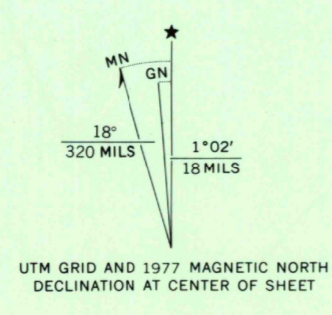 ★
MN
GN
18°
320 MILS
1°02′
18 MILS
UTM GRID AND 1977 MAGNETIC NORTH
DECLINATION AT CENTER OF SHEET